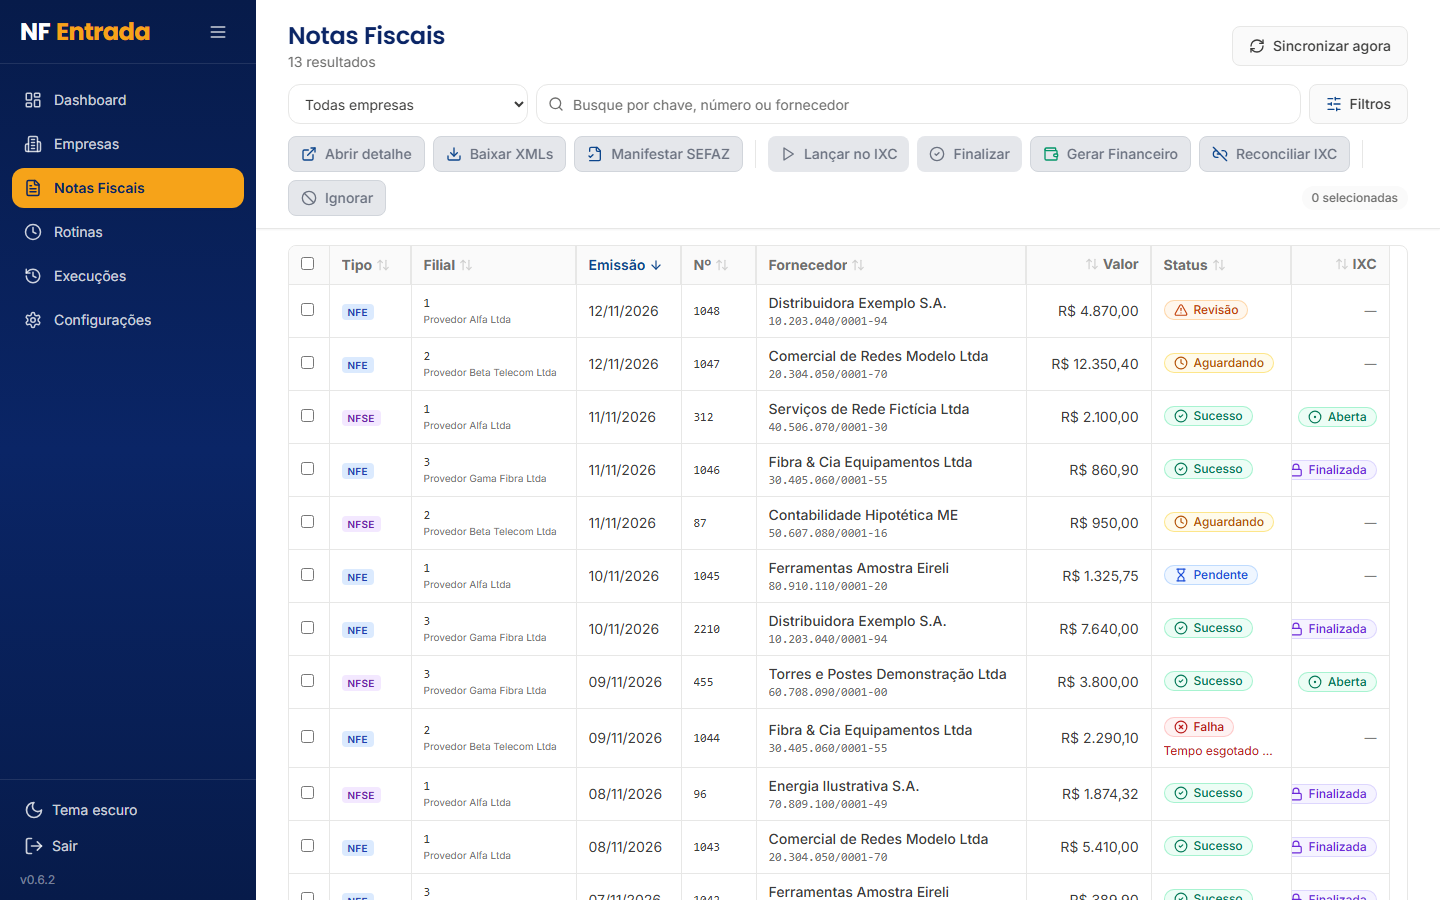 NF Entrada
Dashboard
Empresas
Notas Fiscais
Rotinas
Execuções
Configurações
Tema escuro
Sair
v0.6.2
Notas Fiscais
13 resultados
Sincronizar agora
Todas empresas
Busque por chave, número ou fornecedor
Filtros
Abrir detalhe
Baixar XMLs
Manifestar SEFAZ
Lançar no IXC
Finalizar
Gerar Financeiro
Reconciliar IXC
Ignorar
0 selecionadas
Tipo Filial Emissão Nº Fornecedor Valor Status IXC
NFE 1 12/11/2026 1048 Distribuidora Exemplo S.A. R$ 4.870,00 Revisão —
Provedor Alfa Ltda 10.203.040/0001-94
NFE 2 12/11/2026 1047 Comercial de Redes Modelo Ltda R$ 12.350,40 Aguardando —
Provedor Beta Telecom Ltda 20.304.050/0001-70
NFSE 1 11/11/2026 312 Serviços de Rede Fictícia Ltda R$ 2.100,00 Sucesso Aberta
Provedor Alfa Ltda 40.506.070/0001-30
NFE 3 11/11/2026 1046 Fibra & Cia Equipamentos Ltda R$ 860,90 Sucesso Finalizada
Provedor Gama Fibra Ltda 30.405.060/0001-55
NFSE 2 11/11/2026 87 Contabilidade Hipotética ME R$ 950,00 Aguardando —
Provedor Beta Telecom Ltda 50.607.080/0001-16
NFE 1 10/11/2026 1045 Ferramentas Amostra Eireli R$ 1.325,75 Pendente —
Provedor Alfa Ltda 80.910.110/0001-20
NFE 3 10/11/2026 2210 Distribuidora Exemplo S.A. R$ 7.640,00 Sucesso Finalizada
Provedor Gama Fibra Ltda 10.203.040/0001-94
NFSE 3 09/11/2026 455 Torres e Postes Demonstração Ltda R$ 3.800,00 Sucesso Aberta
Provedor Gama Fibra Ltda 60.708.090/0001-00
NFE 2 09/11/2026 1044 Fibra & Cia Equipamentos Ltda R$ 2.290,10 Falha —
Provedor Beta Telecom Ltda 30.405.060/0001-55 Tempo esgotado ...
NFSE 1 08/11/2026 96 Energia Ilustrativa S.A. R$ 1.874,32 Sucesso Finalizada
Provedor Alfa Ltda 70.809.100/0001-49
NFE 1 08/11/2026 1043 Comercial de Redes Modelo Ltda R$ 5.410,00 Sucesso Finalizada
Provedor Alfa Ltda 20.304.050/0001-70
NFE 3 07/11/2026 1042 Ferramentas Amostra Eireli R$ 389,90 Sucesso Finalizada